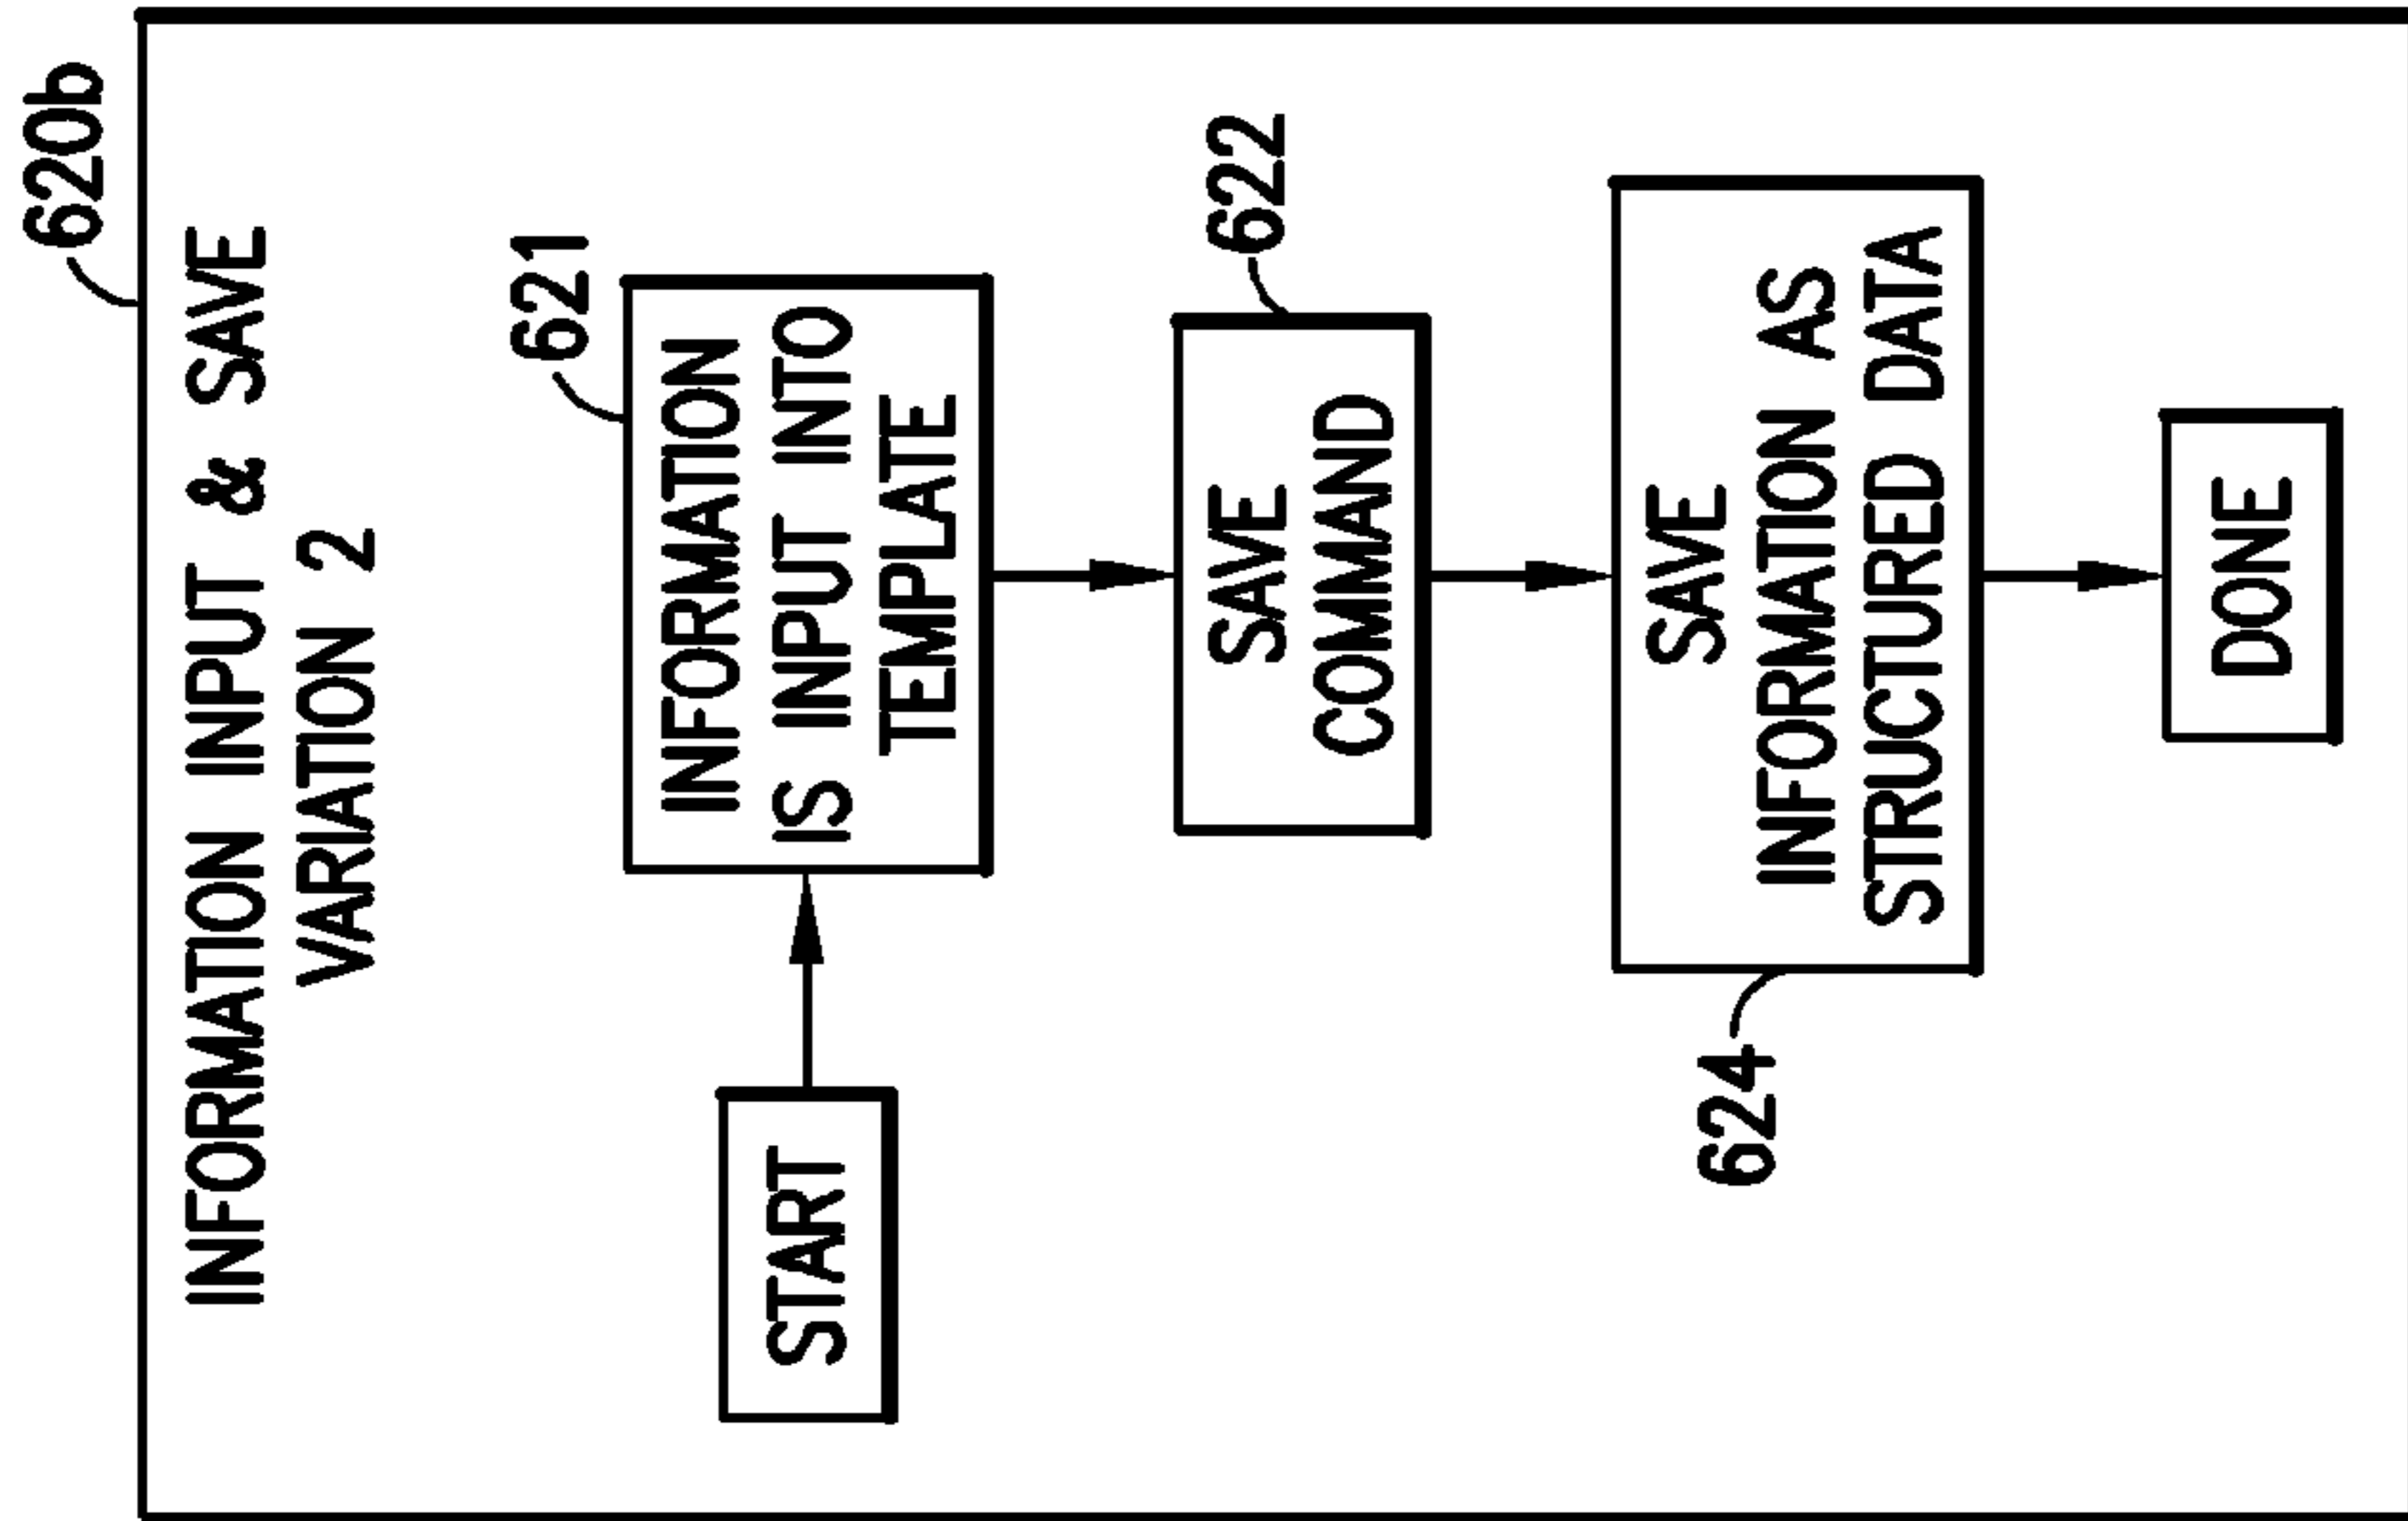 620b
INFORMATION INPUT & SAVE
VARIATION 2
621
START
INFORMATION
IS INPUT INTO
TEMPLATE
622
SAVE
COMMAND
624
SAVE
INFORMATION AS
STRUCTURED DATA
DONE